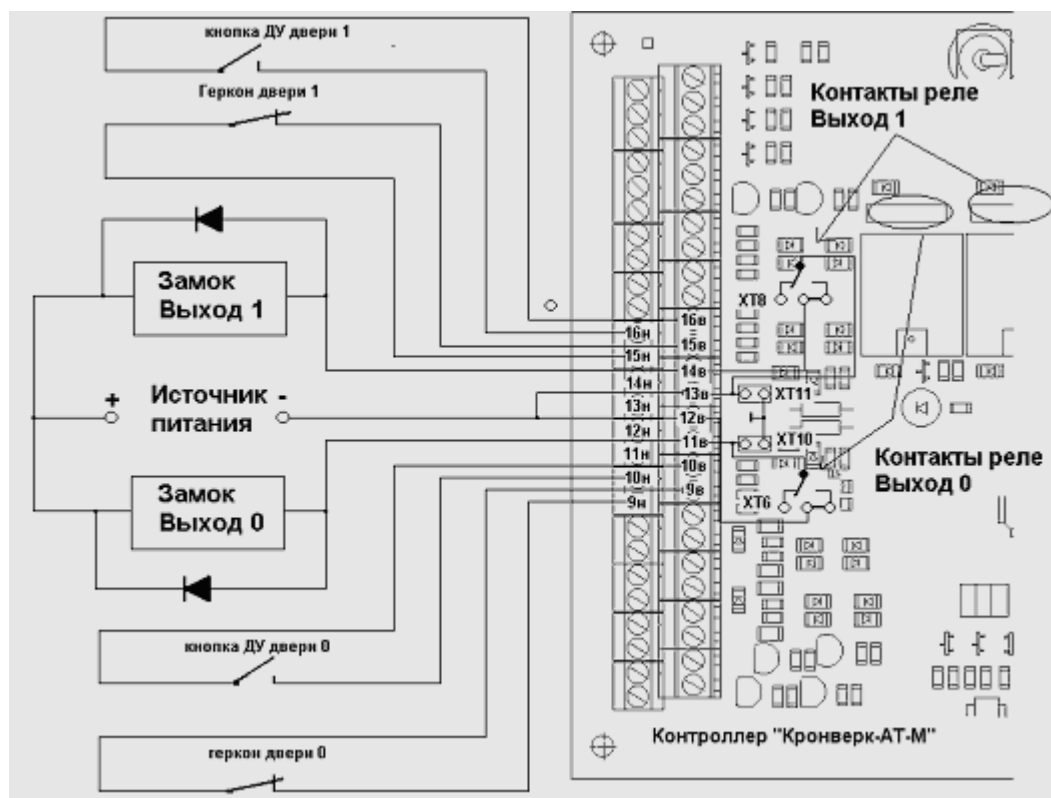 кнопка ДУ двери 1
Геркон двери 1
Контакты реле
Выход 1
Замок
Выход 1
XT8
16в
16н
15в
15н
14в
14н
13в
XT11
+
Источник
питания
-
13н
12в
12н
11в
XT10
11н
10в
10н
9в
9н
XT6
Контакты реле
Выход 0
Замок
Выход 0
кнопка ДУ двери 0
геркон двери 0
Контроллер "Кронверк-АТ-М"